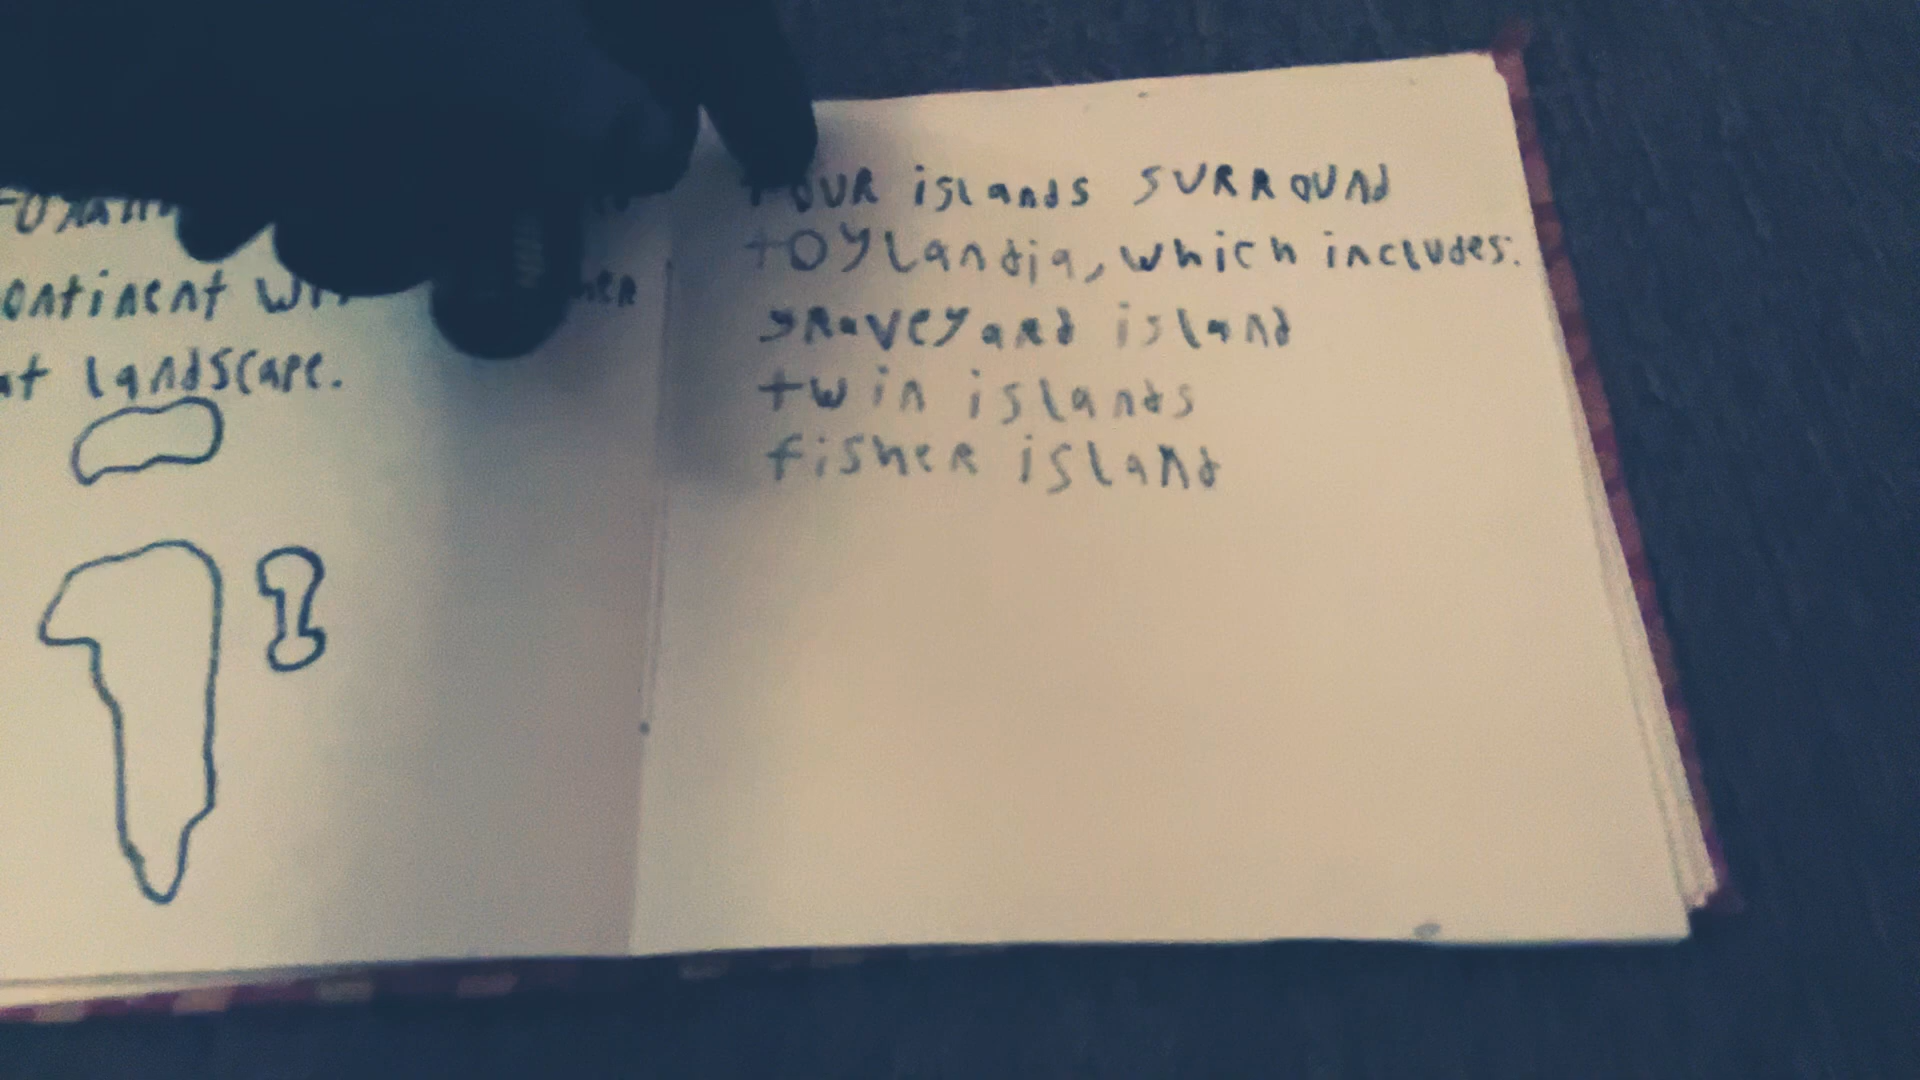 continent
landscape.
four islands surround
toylandia, which includes:
graveyard island
twin islands
fisher island